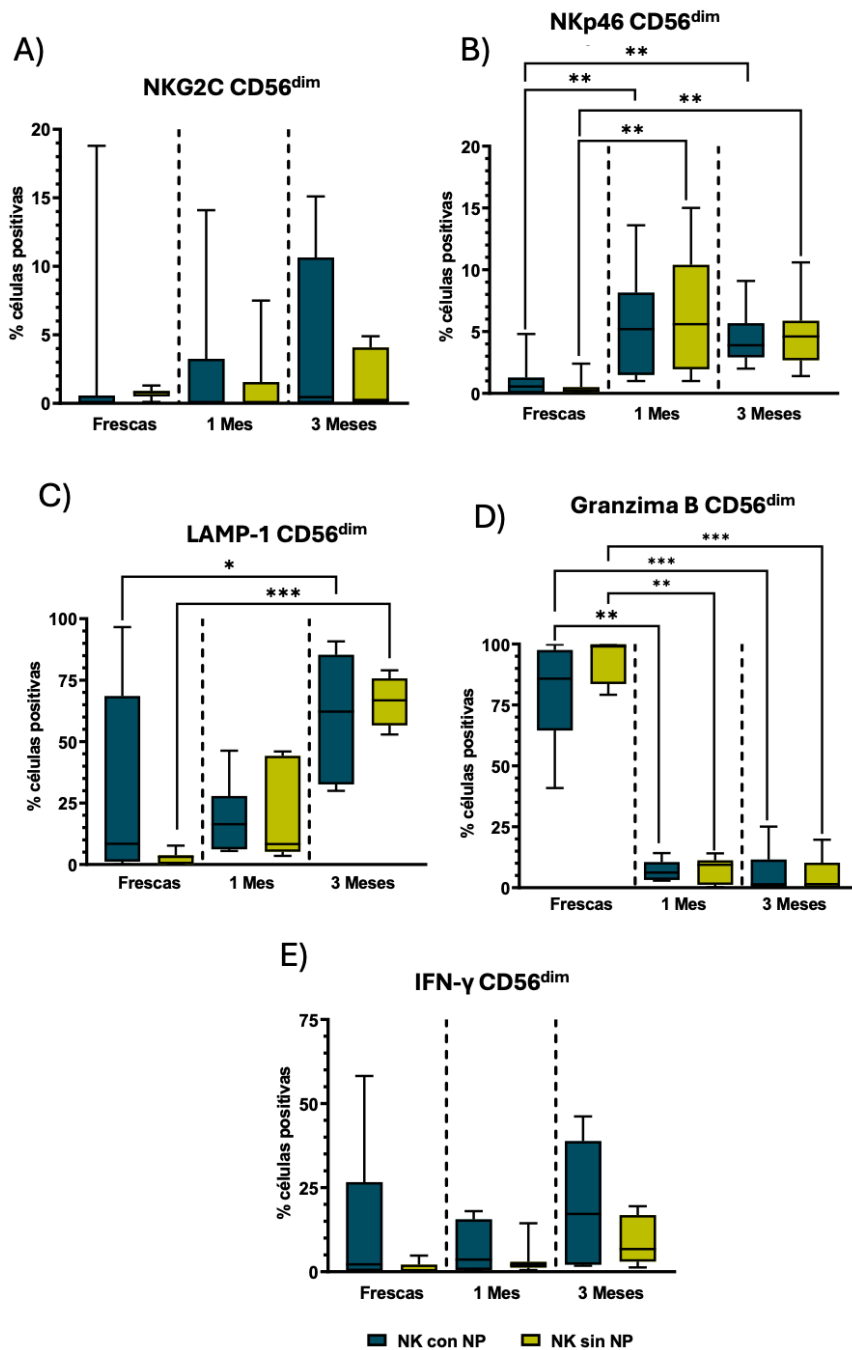 A)
NKG2C CD56dim
% células positivas
20
15
10
5
0
Frescas 1 Mes 3 Meses
B)
NKp46 CD56dim
**
**
**
**
% células positivas
20
15
10
5
0
Frescas 1 Mes 3 Meses
C)
LAMP-1 CD56dim
*
***
% células positivas
100
75
50
25
0
Frescas 1 Mes 3 Meses
D)
Granzima B CD56dim
***
***
**
**
% células positivas
100
75
50
25
0
Frescas 1 Mes 3 Meses
E)
IFN-γ CD56dim
% células positivas
75
50
25
0
Frescas 1 Mes 3 Meses
NK con NP NK sin NP